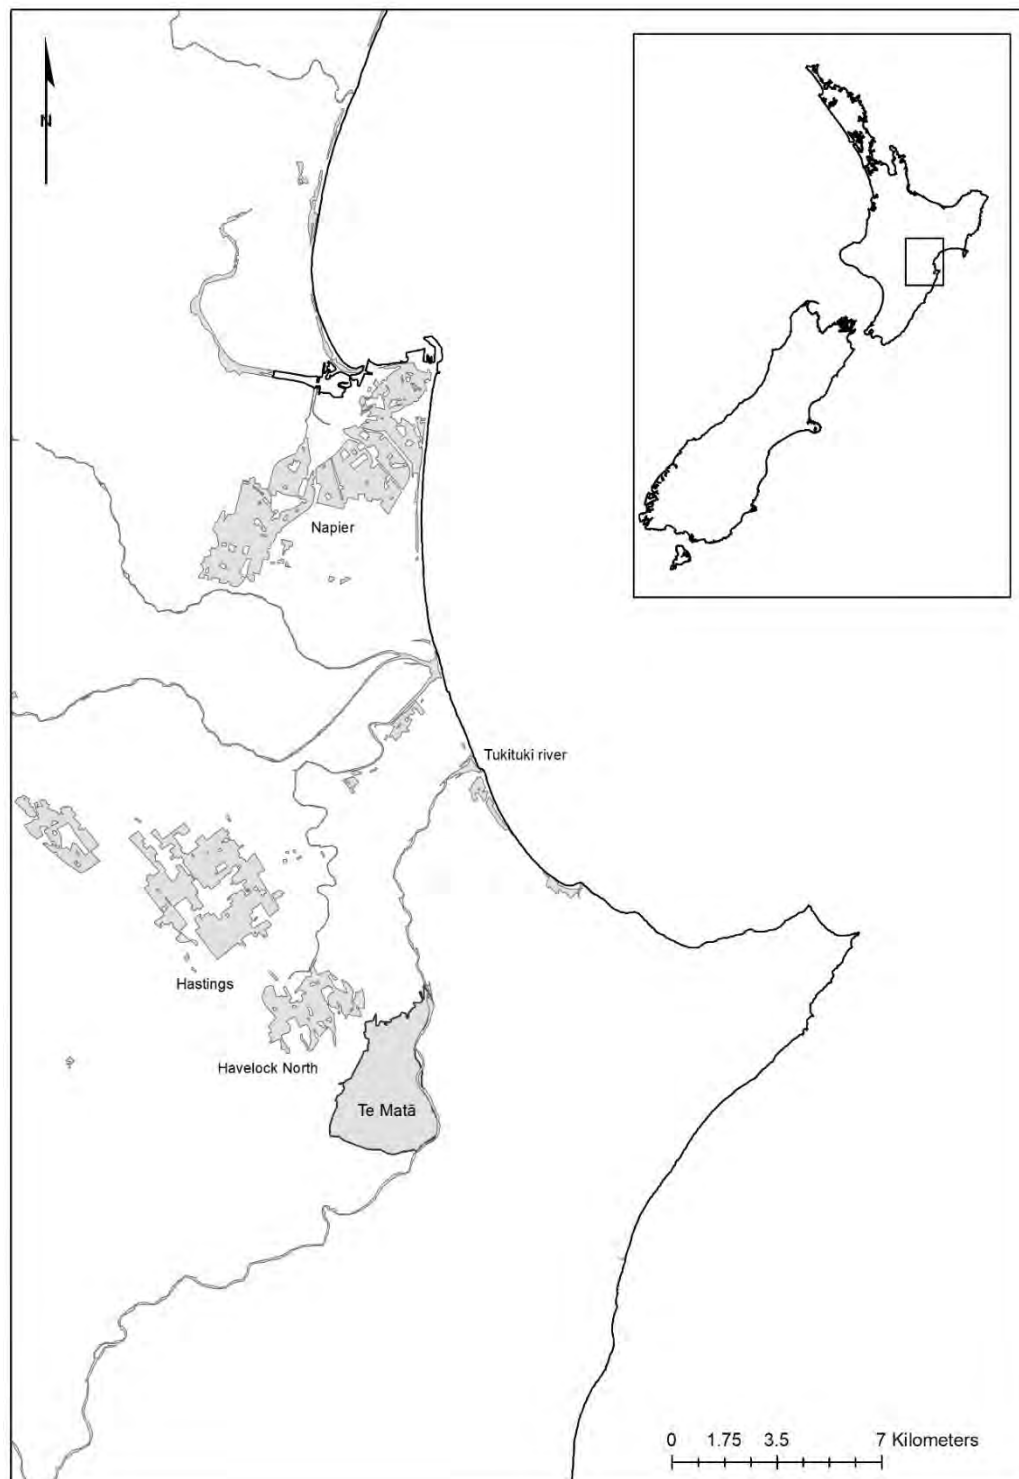 N
Napier
Tukituki river
Hastings
Havelock North
Te Matā
0 1.75 3.5 7 Kilometers